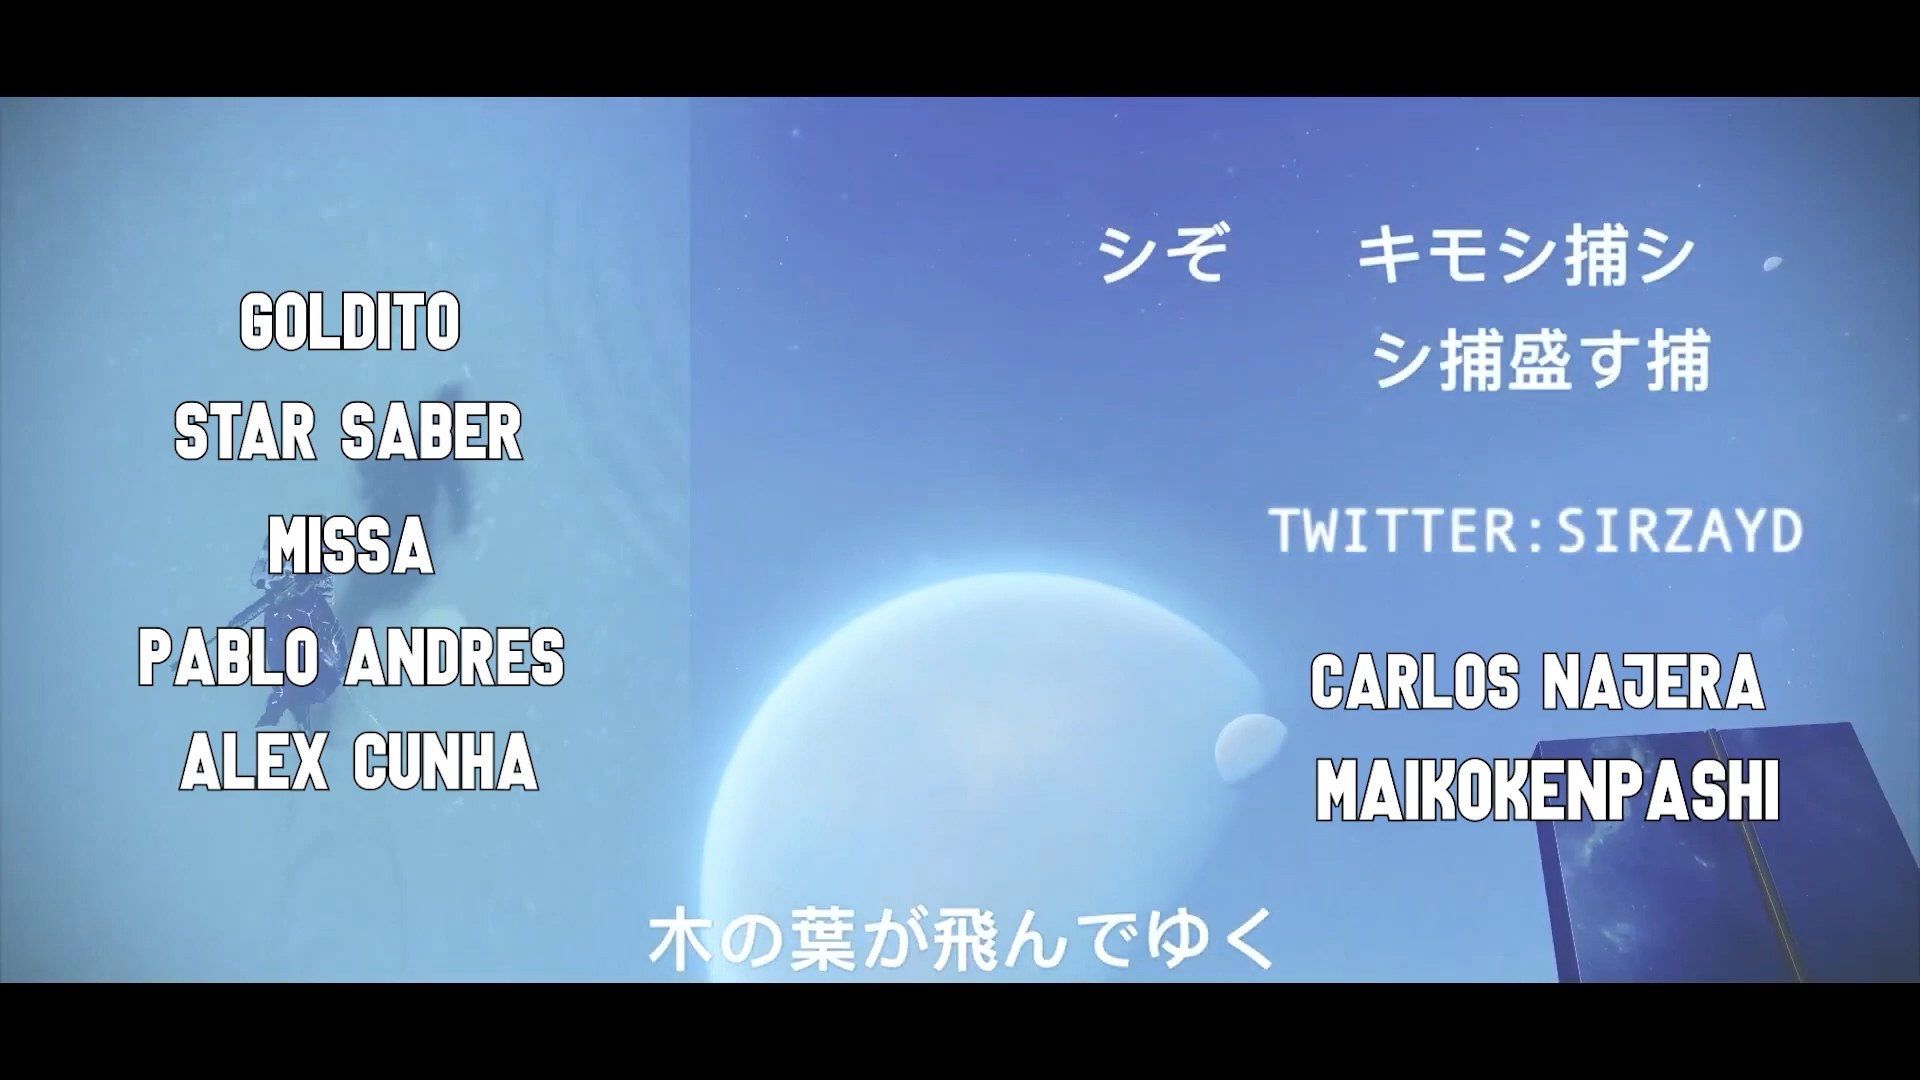 GOLDITO
STAR SABER
MISSA
PABLO ANDRES
ALEX CUNHA
シぞ キモシ捕シ
シ捕盛す捕
TWITTER:SIRZAYD
CARLOS NAJERA
MAIKOKENPASHI
木の葉が飛んでゆく